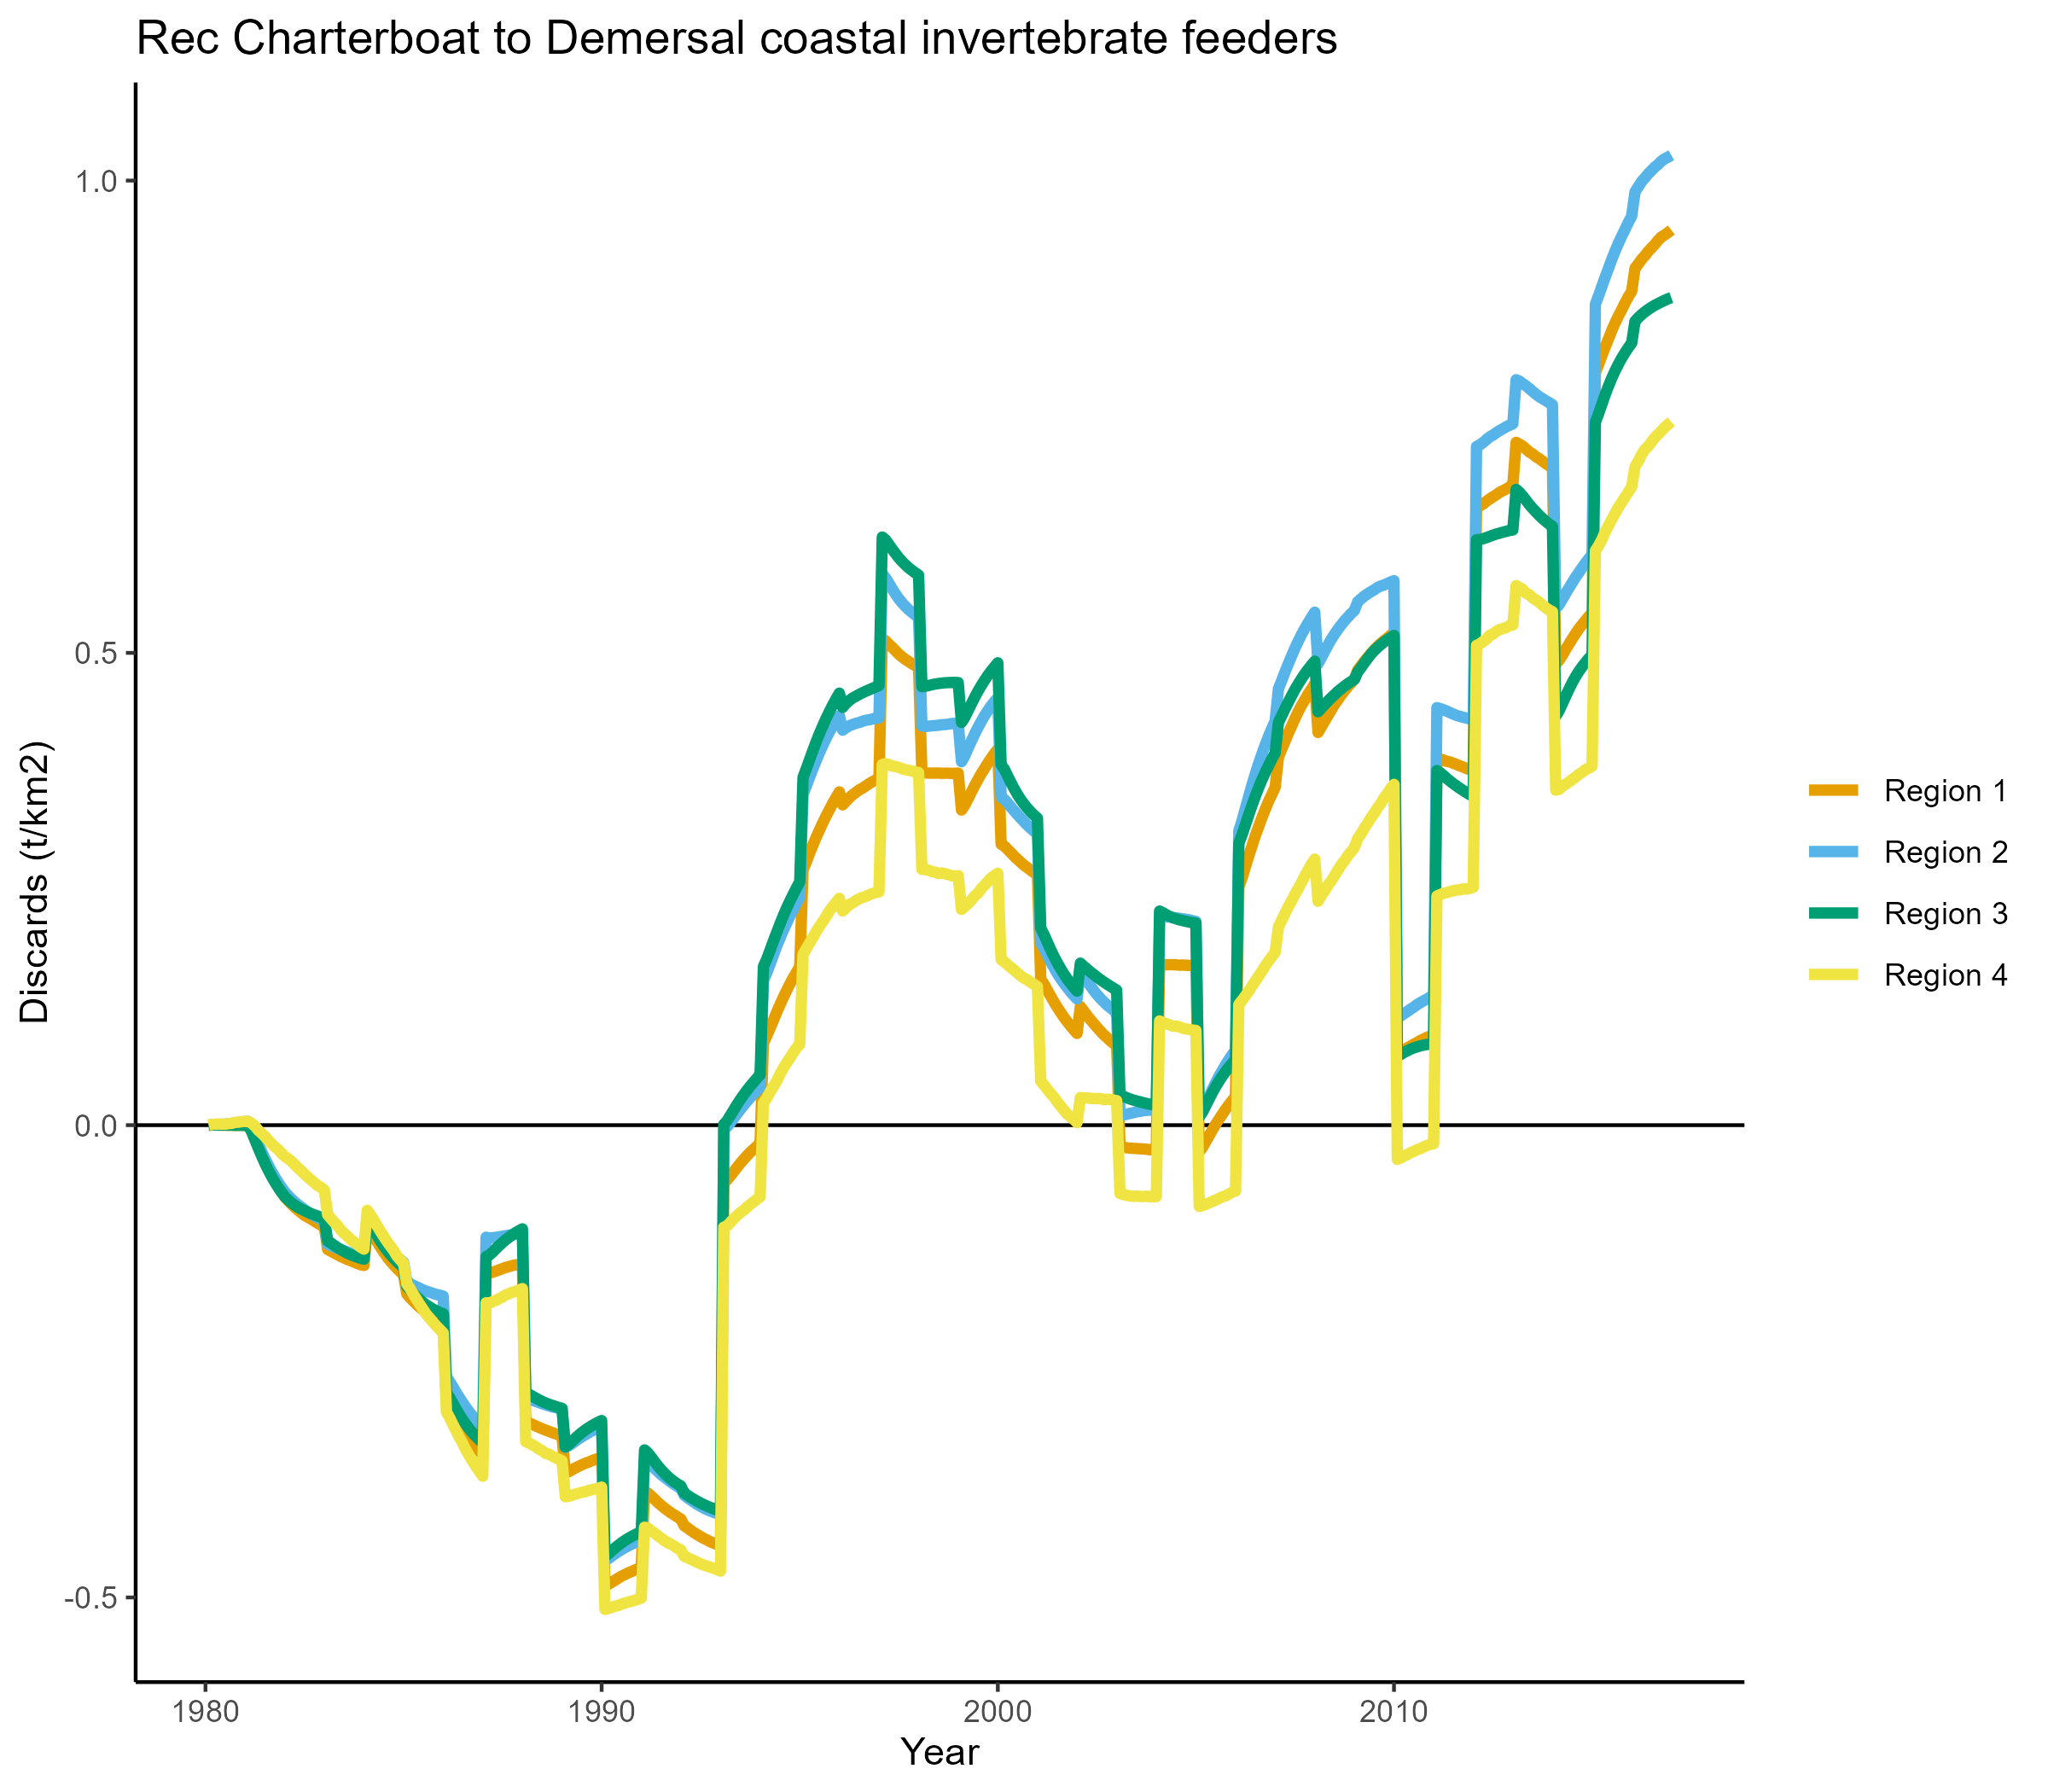 Rec Charterboat to Demersal coastal invertebrate feeders
1.0
0.5
0.0
-0.5
Discards (t/km2)
1980
1990
2000
2010
Year
Region 1
Region 2
Region 3
Region 4